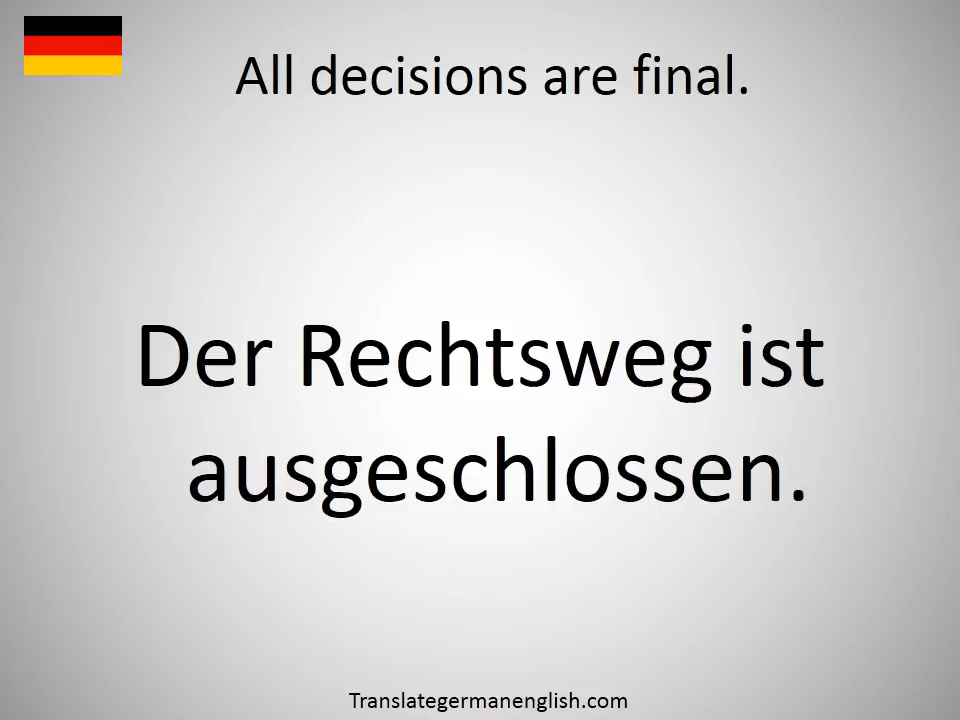 All decisions are final.
Der Rechtsweg ist
ausgeschlossen.
Translategermanenglish.com